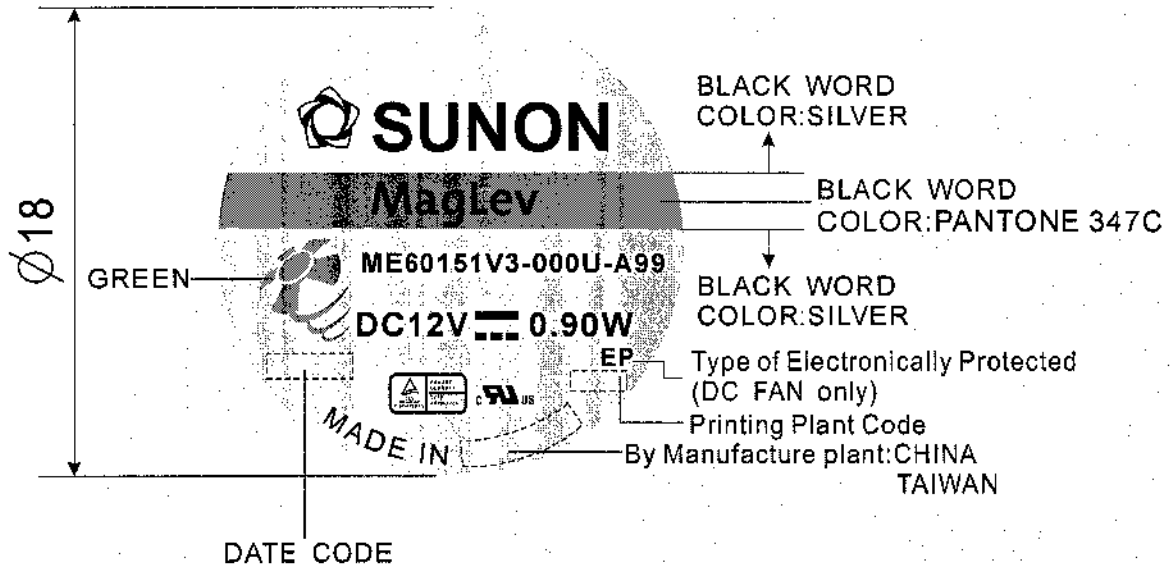 Ø18
SUNON
BLACK WORD
COLOR:SILVER
MagLev
BLACK WORD
COLOR:PANTONE 347C
GREEN
ME60151V3-000U-A99
BLACK WORD
COLOR:SILVER
DC12V 0.90W
EP
Type of Electronically Protected
(DC FAN only)
c US
Printing Plant Code
MADE IN
By Manufacture plant:CHINA
TAIWAN
DATE CODE